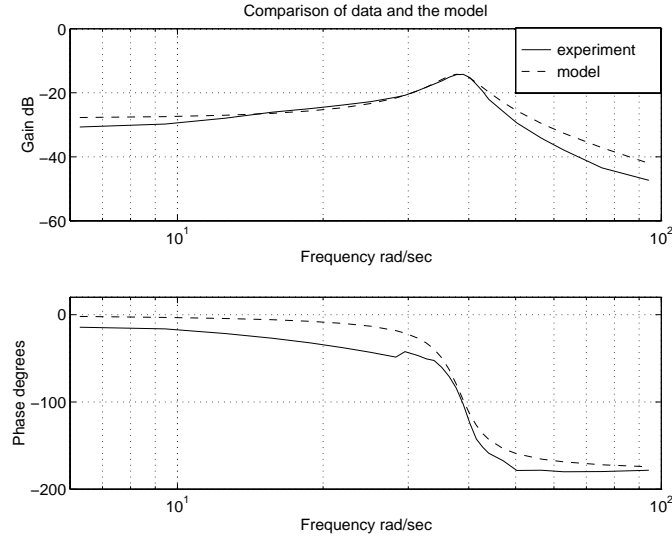 Comparison of data and the model
experiment
model
0
−20
−40
−60
Gain dB
10^1
10^2
Frequency rad/sec
0
−100
−200
Phase degrees
10^1
10^2
Frequency rad/sec